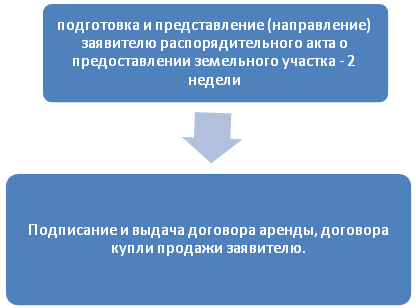 подготовка и представление (направление)
заявителю распорядительного акта о
предоставлении земельного участка - 2
недели
Подписание и выдача договора аренды, договора
купли продажи заявителю.